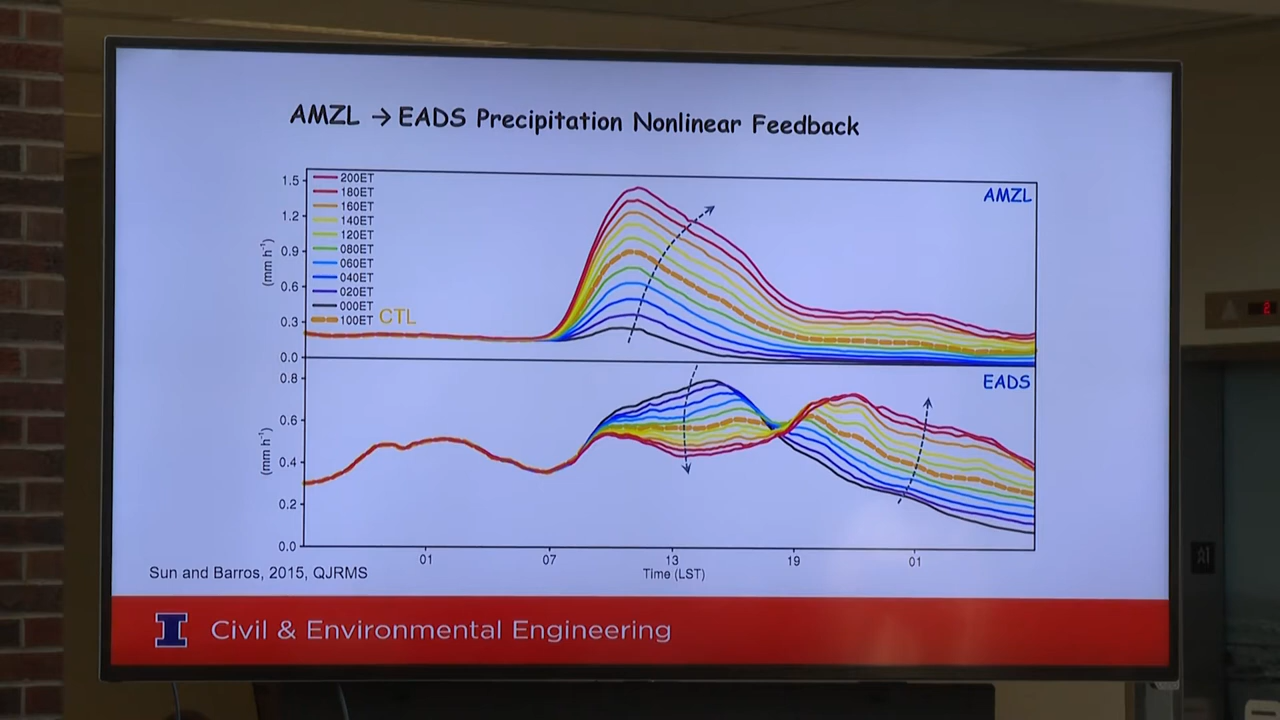 AMZL → EADS Precipitation Nonlinear Feedback
1.5
1.2
0.9
0.6
0.3
0.0
(mm h⁻¹)
200ET
180ET
160ET
140ET
120ET
080ET
060ET
040ET
020ET
000ET
100ET CTL
AMZL
0.8
0.6
0.4
0.2
0.0
(mm h⁻¹)
EADS
01 07 13 19 01
Time (LST)
Sun and Barros, 2015, QJRMS
I Civil & Environmental Engineering
2
A1